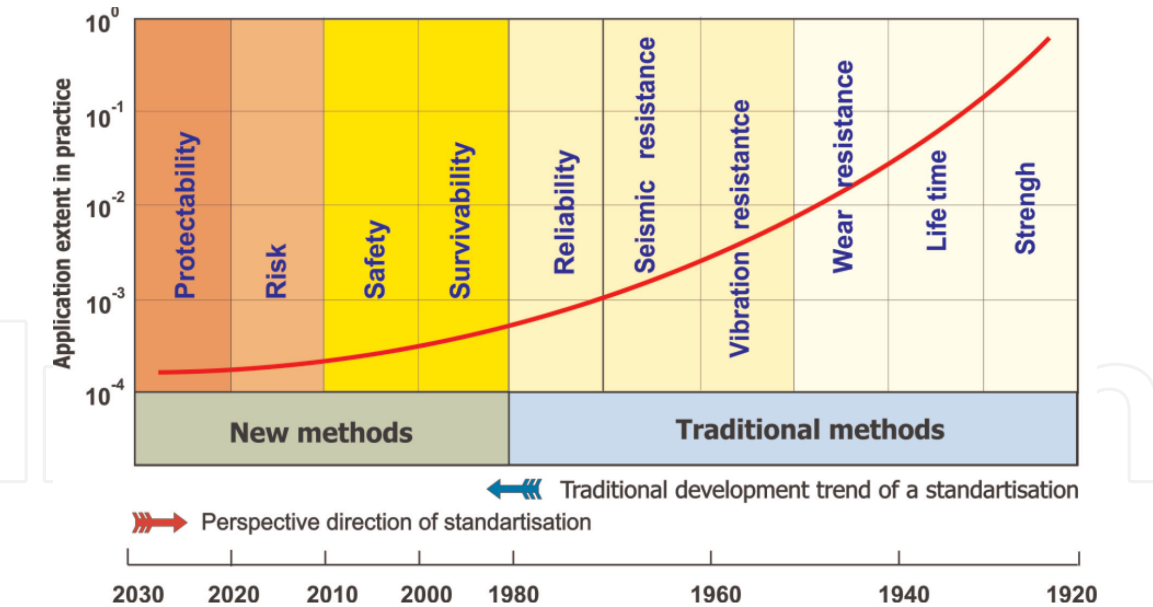 10^0
10^-1
10^-2
10^-3
10^-4
Application extent in practice
Protectability
Risk
Safety
Survivability
Reliability
Seismic resistance
Vibration resistantce
Wear resistance
Life time
Strengh
New methods
Traditional methods
Traditional development trend of a standartisation
Perspective direction of standartisation
2030 2020 2010 2000 1980 1960 1940 1920